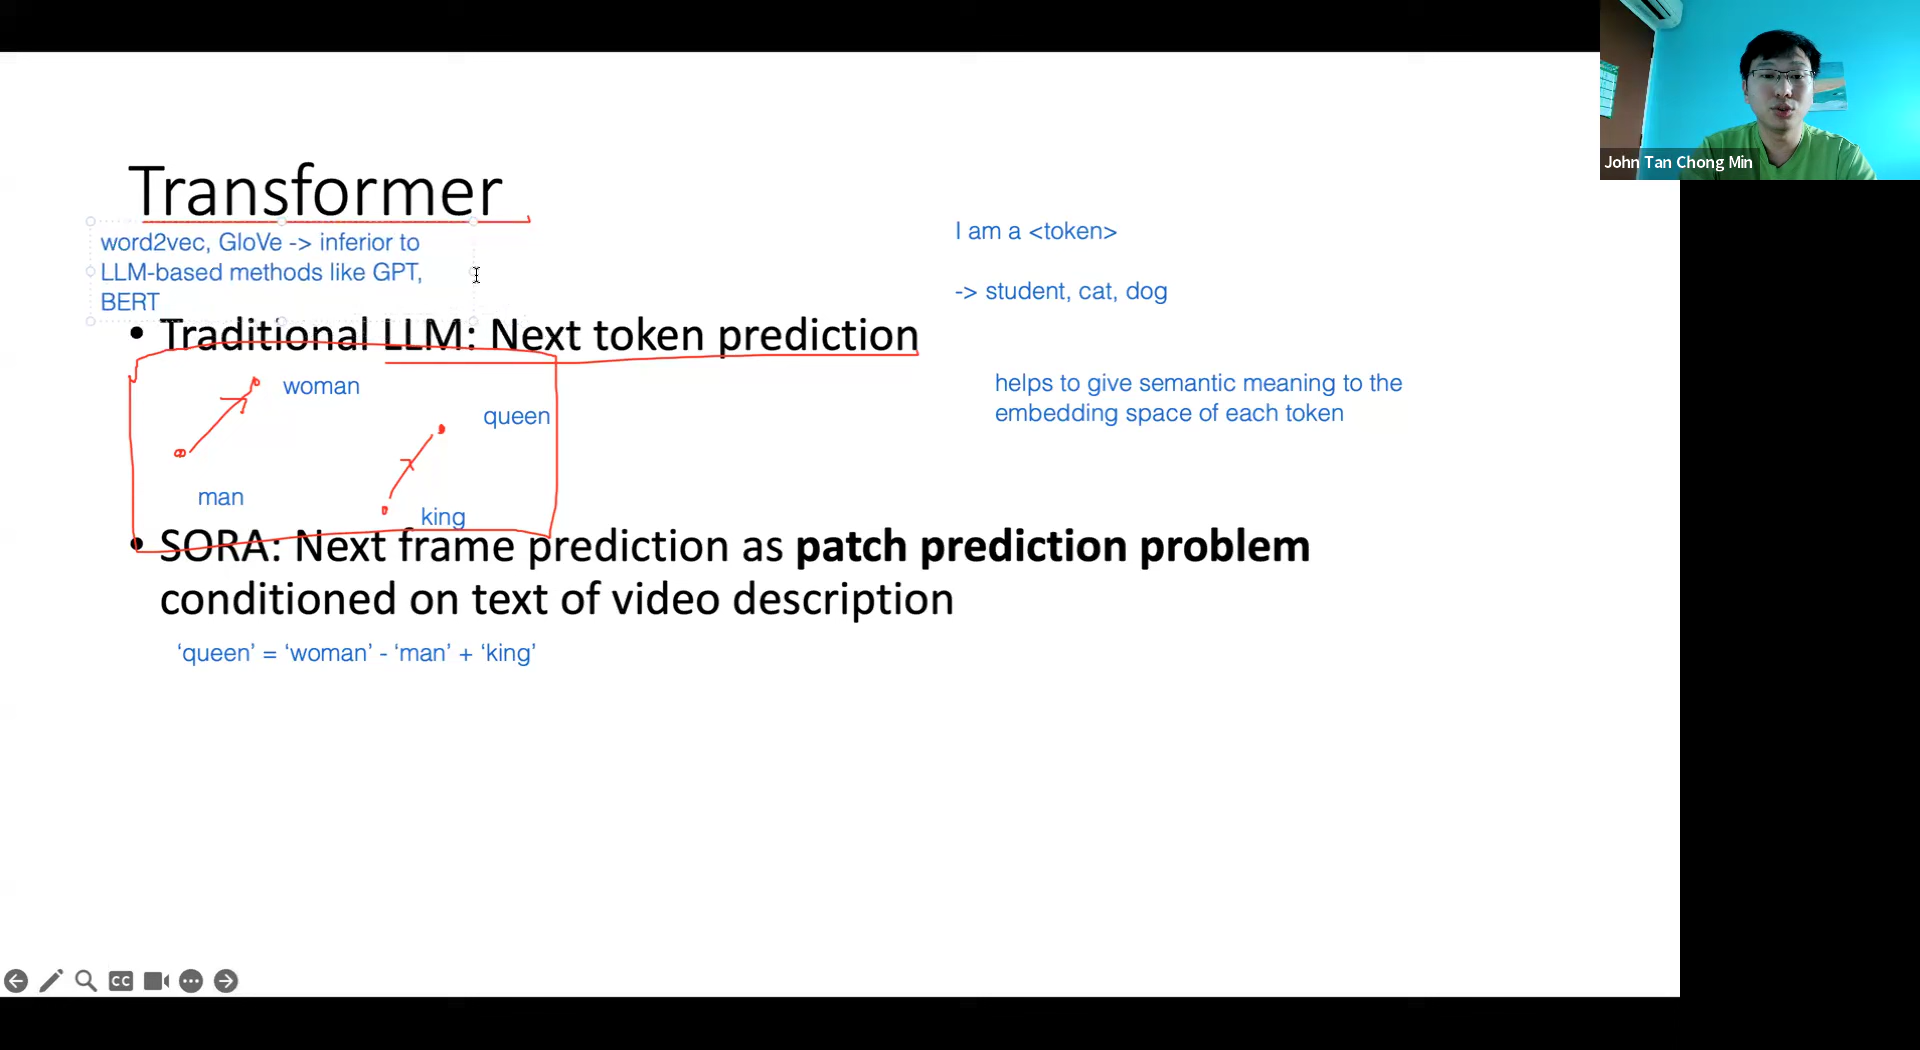 John Tan Chong Min
Transformer
word2vec, GloVe -> inferior to
LLM-based methods like GPT,
BERT
I am a <token>
-> student, cat, dog
• Traditional LLM: Next token prediction
woman
queen
man
king
helps to give semantic meaning to the
embedding space of each token
• SORA: Next frame prediction as patch prediction problem
conditioned on text of video description
‘queen’ = ‘woman’ - ‘man’ + ‘king’
CC